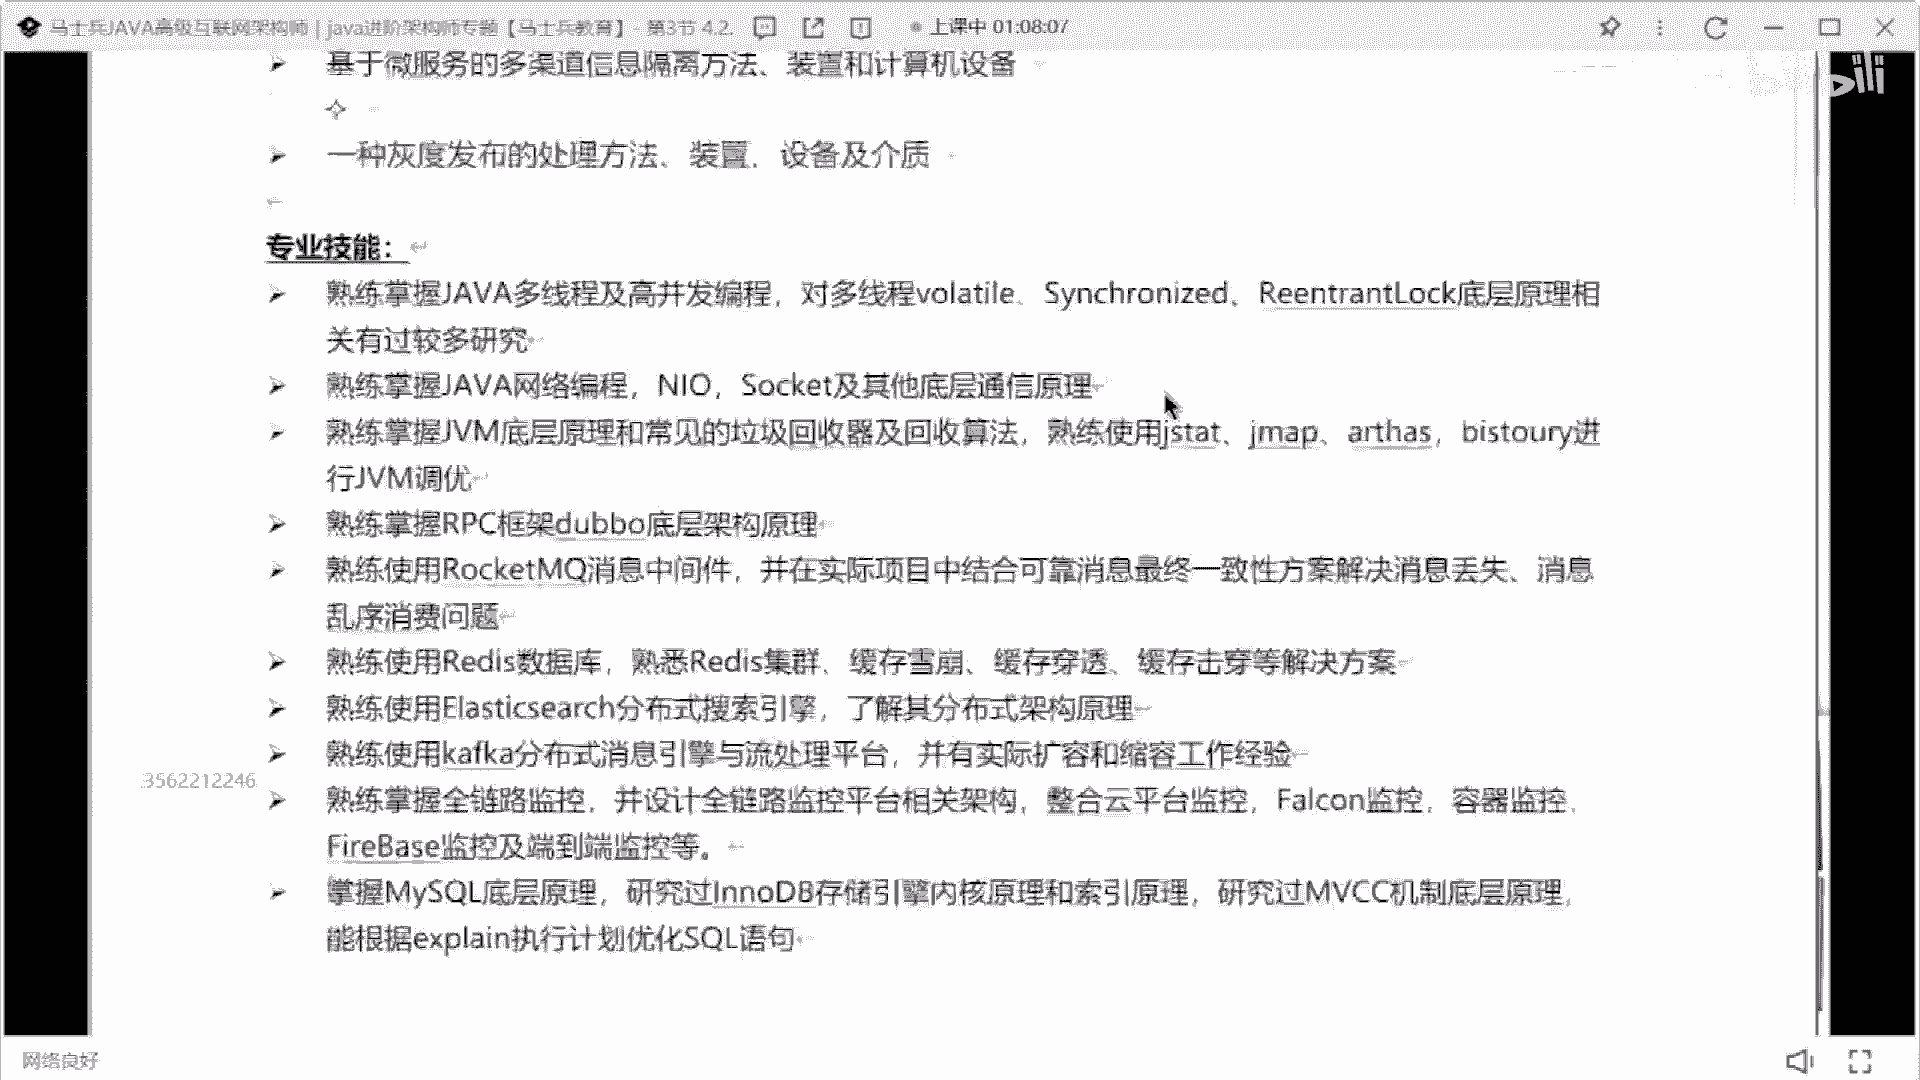 马士兵JAVA高级互联网架构师 | java进阶架构师专题【马士兵教育】 - 第3节 4.2. 上课中 01:08:07
基于微服务的多渠道信息隔离方法、装置和计算机设备
一种灰度发布的处理方法、装置、设备及介质
专业技能：
熟练掌握JAVA多线程及高并发编程，对多线程volatile、Synchronized、ReentrantLock底层原理相
关有过较多研究
熟练掌握JAVA网络编程，NIO，Socket及其他底层通信原理
熟练掌握JVM底层原理和常见的垃圾回收器及回收算法，熟练使用jstat、jmap、arthas，bistoury进
行JVM调优
熟练掌握RPC框架dubbo底层架构原理
熟练使用RocketMQ消息中间件，并在实际项目中结合可靠消息最终一致性方案解决消息丢失、消息
乱序消费问题
熟练使用Redis数据库，熟悉Redis集群、缓存雪崩、缓存穿透、缓存击穿等解决方案
熟练使用Elasticsearch分布式搜索引擎，了解其分布式架构原理
熟练使用kafka分布式消息引擎与流处理平台，并有实际扩容和缩容工作经验
3562212246
熟练掌握全链路监控，并设计全链路监控平台相关架构，整合云平台监控，Falcon监控，容器监控，
FireBase监控及端到端监控等。
掌握MySQL底层原理，研究过InnoDB存储引擎内核原理和索引原理，研究过MVCC机制底层原理，
能根据explain执行计划优化SQL语句
网络良好